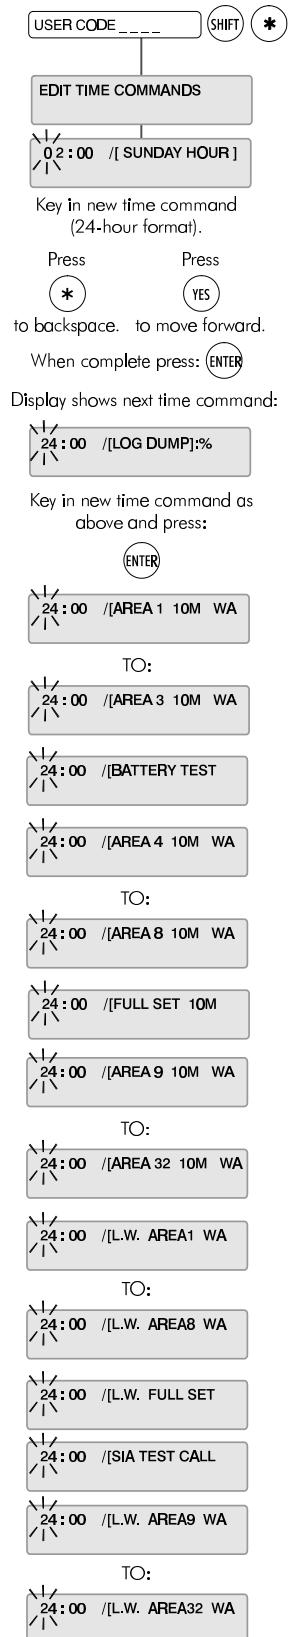 USER CODE _ _ _ _ SHIFT *
EDIT TIME COMMANDS
02:00 /[ SUNDAY HOUR ]
Key in new time command
(24-hour format).
Press Press
* YES
to backspace. to move forward.
When complete press: ENTER
Display shows next time command:
24:00 /[LOG DUMP]:%
Key in new time command as
above and press:
ENTER
24:00 /[AREA 1 10M WA
TO:
24:00 /[AREA 3 10M WA
24:00 /[BATTERY TEST
24:00 /[AREA 4 10M WA
TO:
24:00 /[AREA 8 10M WA
24:00 /[FULL SET 10M
24:00 /[AREA 9 10M WA
TO:
24:00 /[AREA 32 10M WA
24:00 /[L.W. AREA1 WA
TO:
24:00 /[L.W. AREA8 WA
24:00 /[L.W. FULL SET
24:00 /[SIA TEST CALL
24:00 /[L.W. AREA9 WA
TO:
24:00 /[L.W. AREA32 WA